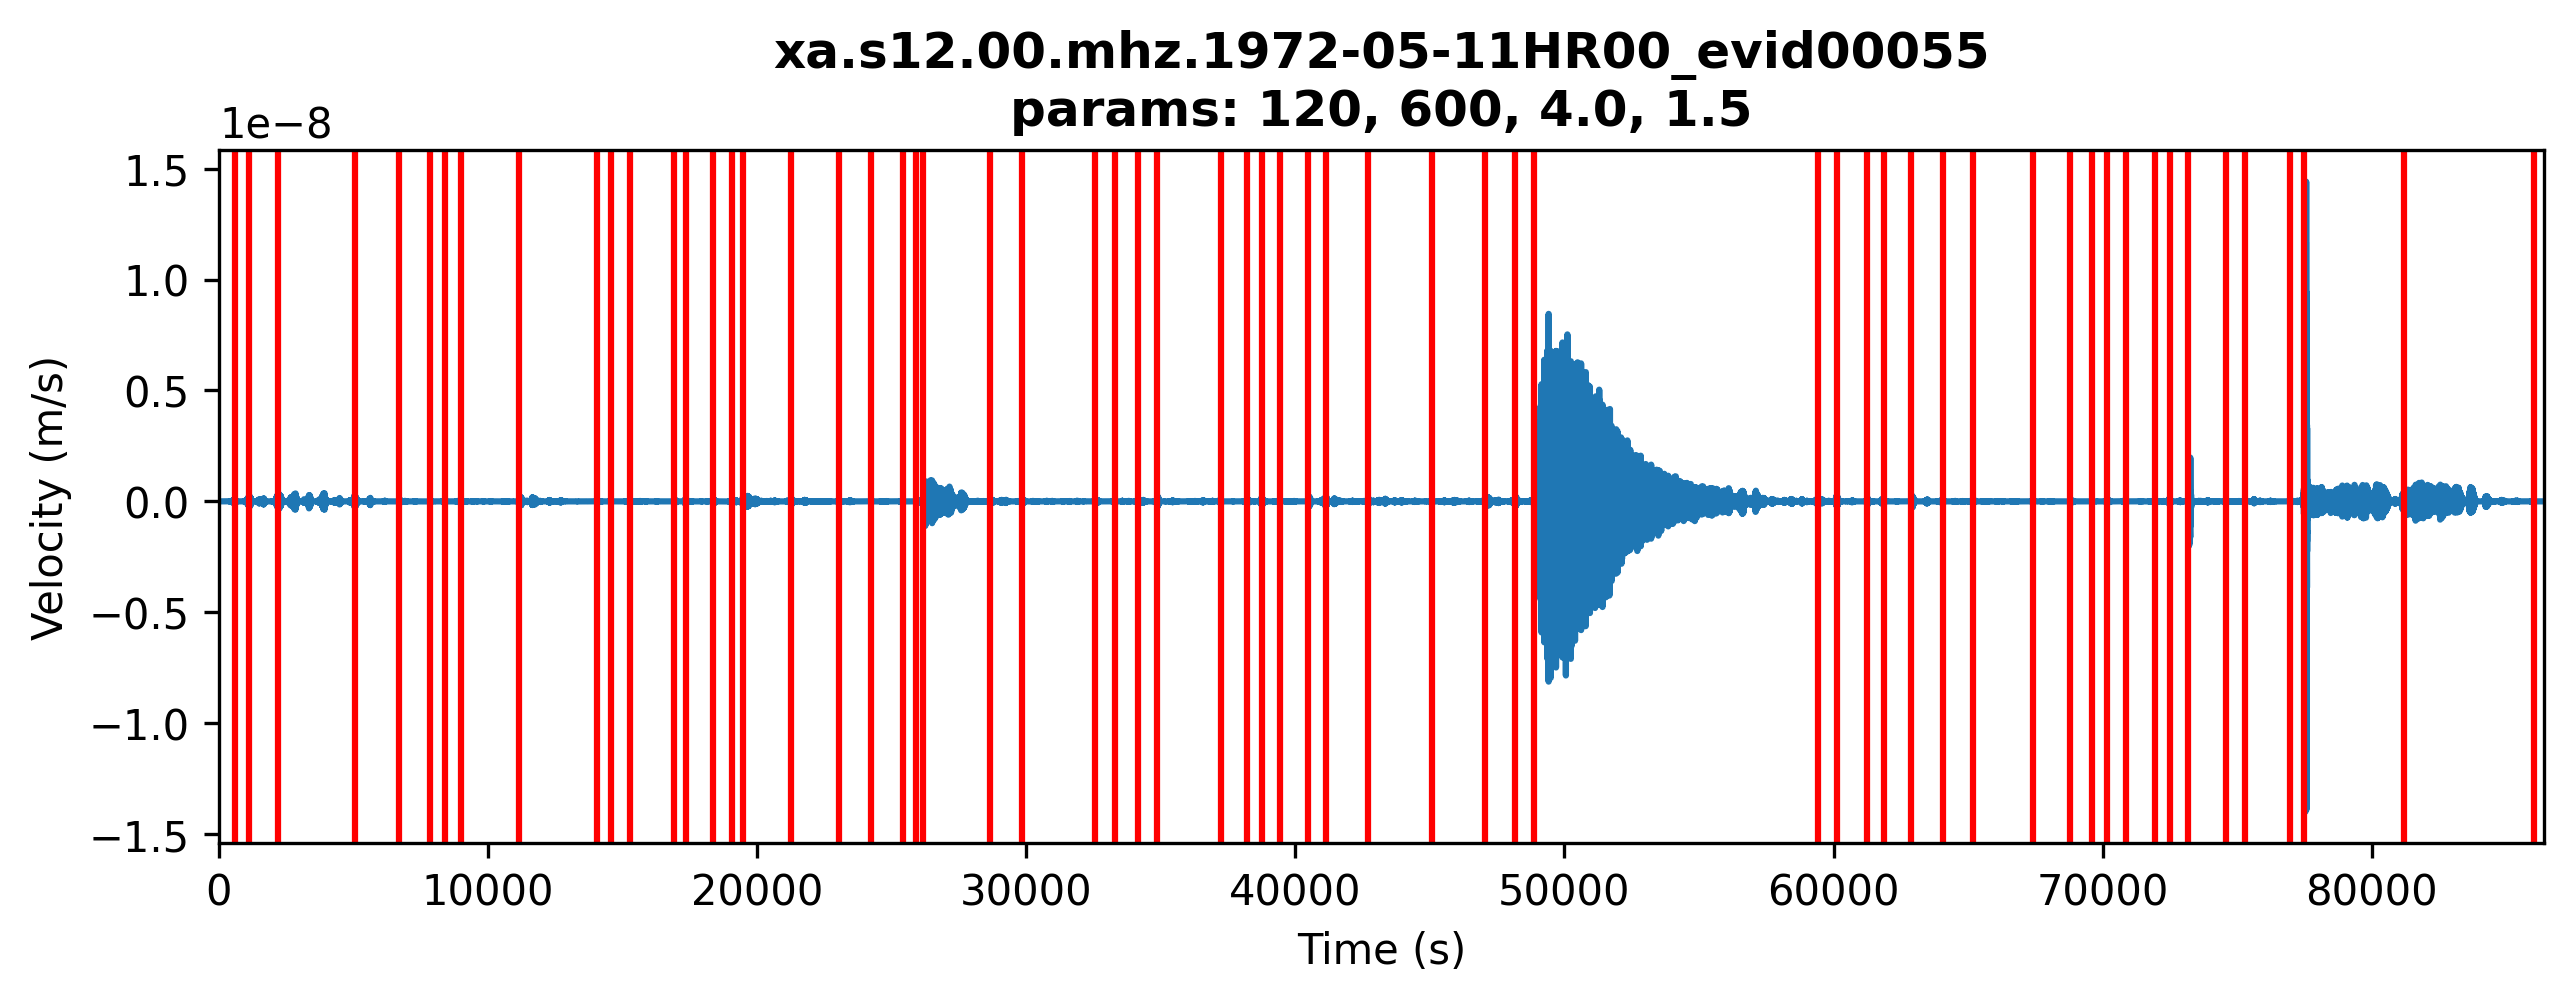 xa.s12.00.mhz.1972-05-11HR00_evid00055
params: 120, 600, 4.0, 1.5
1e−8
1.5
1.0
0.5
0.0
−0.5
−1.0
−1.5
Velocity (m/s)
0 10000 20000 30000 40000 50000 60000 70000 80000
Time (s)